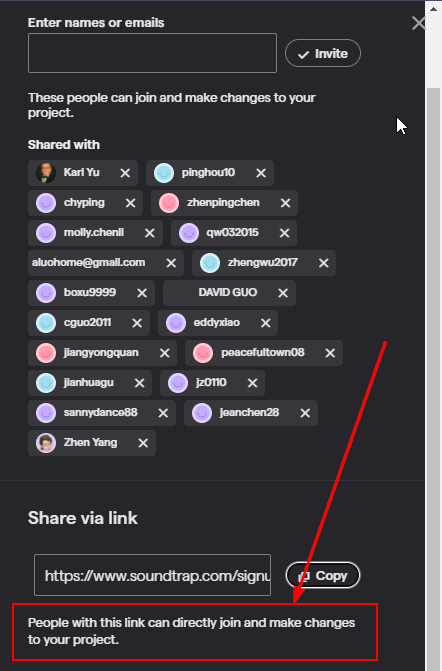 Enter names or emails
Invite
These people can join and make changes to your
project.
Shared with
Karl Yu
pinghou10
chyping
zhenpingchen
molly.chenli
qw032015
aluohome@gmail.com
zhengwu2017
boxu9999
DAVID GUO
cguo2011
eddyxiao
jiangyongquan
peacefultown08
jianhuagu
jz0110
sannydance88
jeanchen28
Zhen Yang
Share via link
https://www.soundtrap.com/signu
Copy
People with this link can directly join and make changes
to your project.